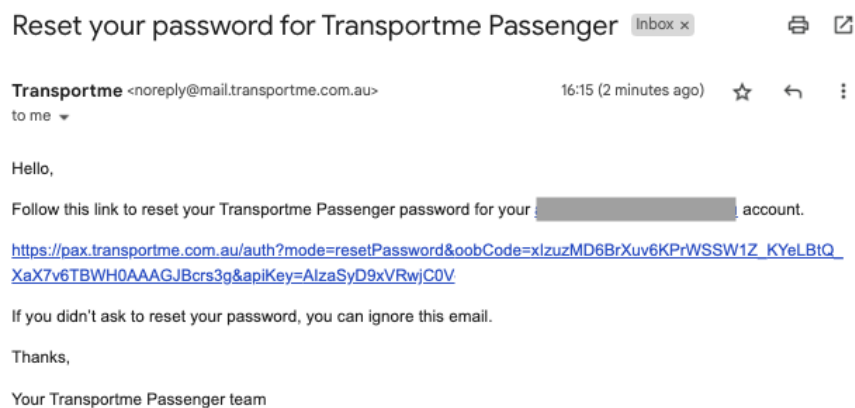 Reset your password for Transportme Passenger Inbox ×
Transportme <noreply@mail.transportme.com.au> 16:15 (2 minutes ago)
to me
Hello,
Follow this link to reset your Transportme Passenger password for your account.
https://pax.transportme.com.au/auth?mode=resetPassword&oobCode=xlzuzMD6BrXuv6KPrWSSW1Z_KYeLBtQ_
XaX7v6TBWH0AAAGJBcrs3g&apiKey=AIzaSyD9xVRwjC0V
If you didn't ask to reset your password, you can ignore this email.
Thanks,
Your Transportme Passenger team